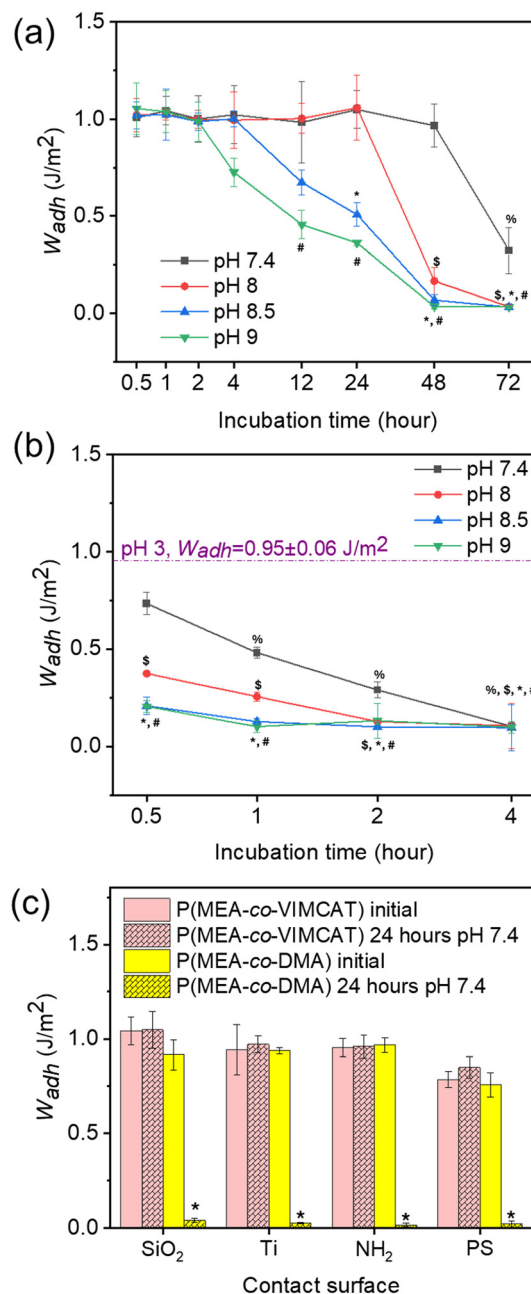 (a)
1.5
1.0
0.5
0.0
Wadh (J/m²)
pH 7.4
pH 8
pH 8.5
pH 9
*
#
#
$
*, #
%
$, *, #
0.5 1 2 4 12 24 48 72
Incubation time (hour)
(b)
1.5
1.0
0.5
0.0
Wadh (J/m²)
pH 7.4
pH 8
pH 8.5
pH 9
pH 3, Wadh=0.95±0.06 J/m²
%
$
$
%
*, #
*, #
$, *, #
%, $, *,
0.5 1 2 4
Incubation time (hour)
(c)
1.5
1.0
0.5
0.0
Wadh (J/m²)
P(MEA-co-VIMCAT) initial
P(MEA-co-VIMCAT) 24 hours pH 7.4
P(MEA-co-DMA) initial
P(MEA-co-DMA) 24 hours pH 7.4
* * * *
SiO₂ Ti NH₂ PS
Contact surface